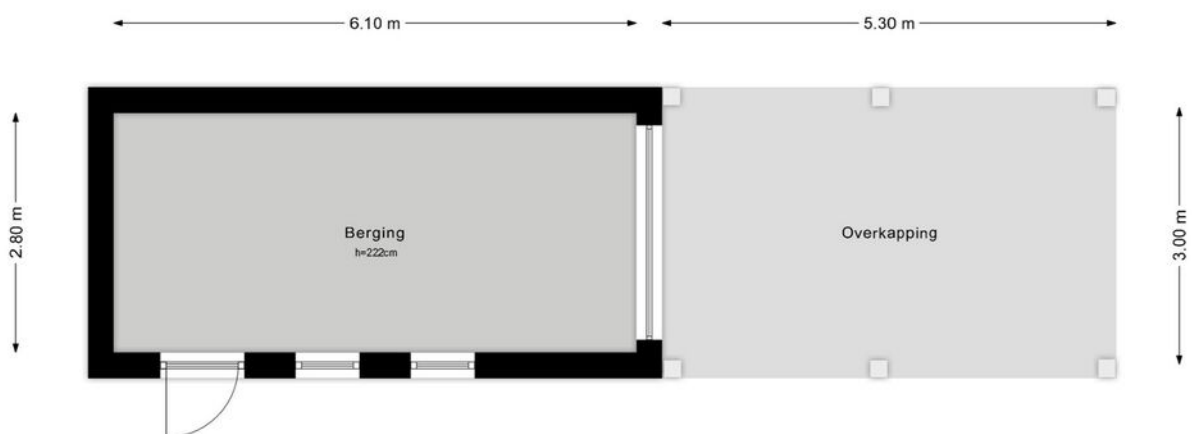 6.10 m
5.30 m
2.80 m
Berging
h=222cm
Overkapping
3.00 m